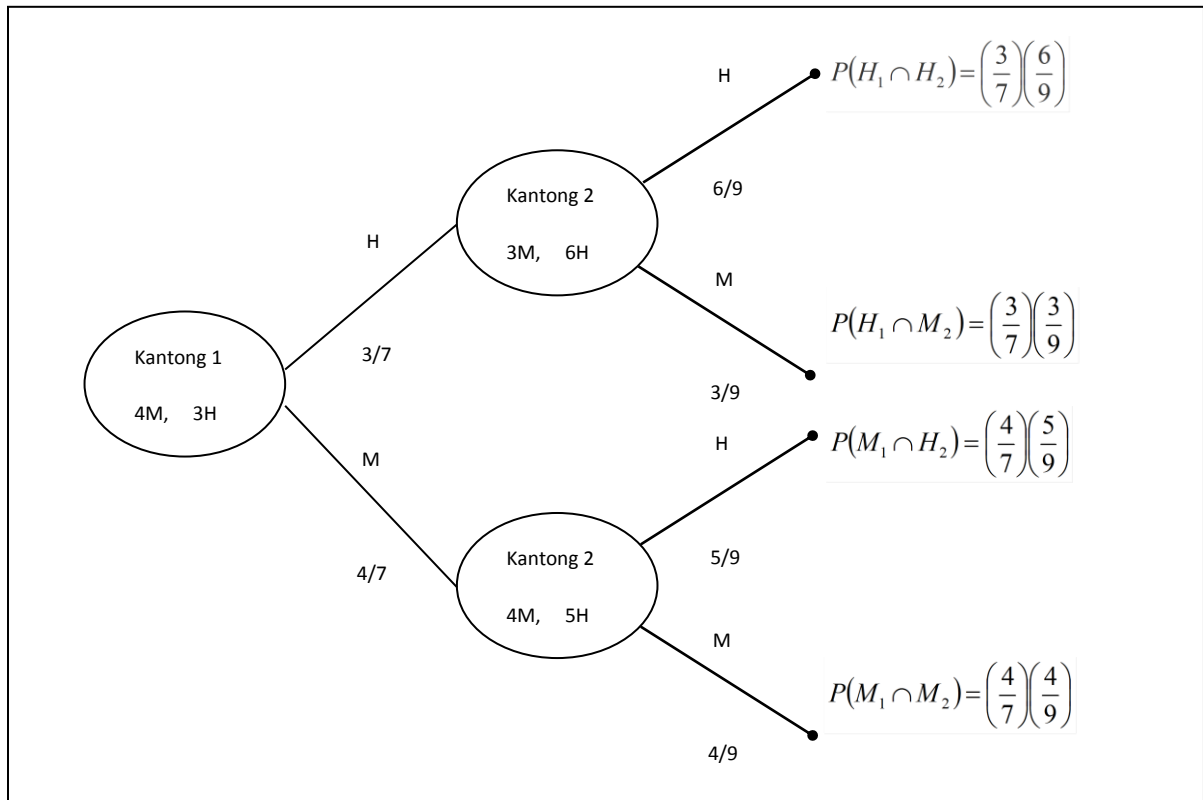 H
P(H₁ ∩ H₂) = (3/7)(6/9)
Kantong 2
3M, 6H
6/9
H
M
P(H₁ ∩ M₂) = (3/7)(3/9)
3/9
Kantong 1
4M, 3H
3/7
H
P(M₁ ∩ H₂) = (4/7)(5/9)
M
Kantong 2
4M, 5H
4/7
5/9
M
P(M₁ ∩ M₂) = (4/7)(4/9)
4/9